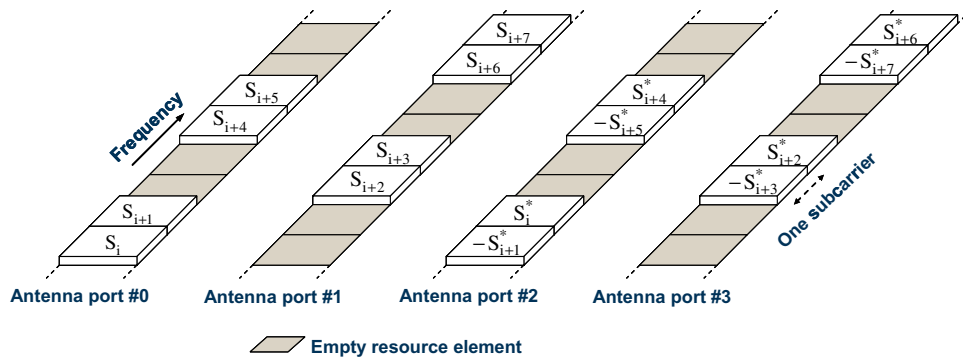 S_{i+7}
S_{i+6}
S_{i+5}
S_{i+4}
S_{i+3}
S_{i+2}
S_{i+1}
S_i
S^*_{i+6}
−S^*_{i+7}
S^*_{i+4}
−S^*_{i+5}
S^*_{i+2}
−S^*_{i+3}
S^*_i
−S^*_{i+1}
Frequency
One subcarrier
Antenna port #0
Antenna port #1
Antenna port #2
Antenna port #3
Empty resource element